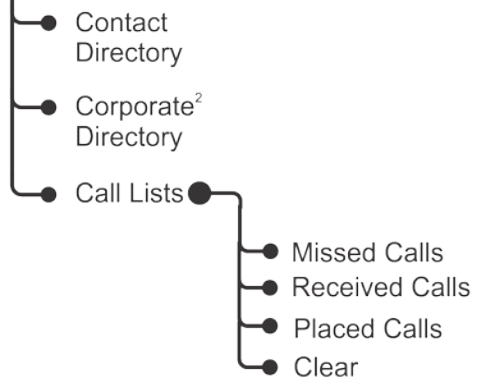 Contact
Directory
Corporate²
Directory
Call Lists
Missed Calls
Received Calls
Placed Calls
Clear